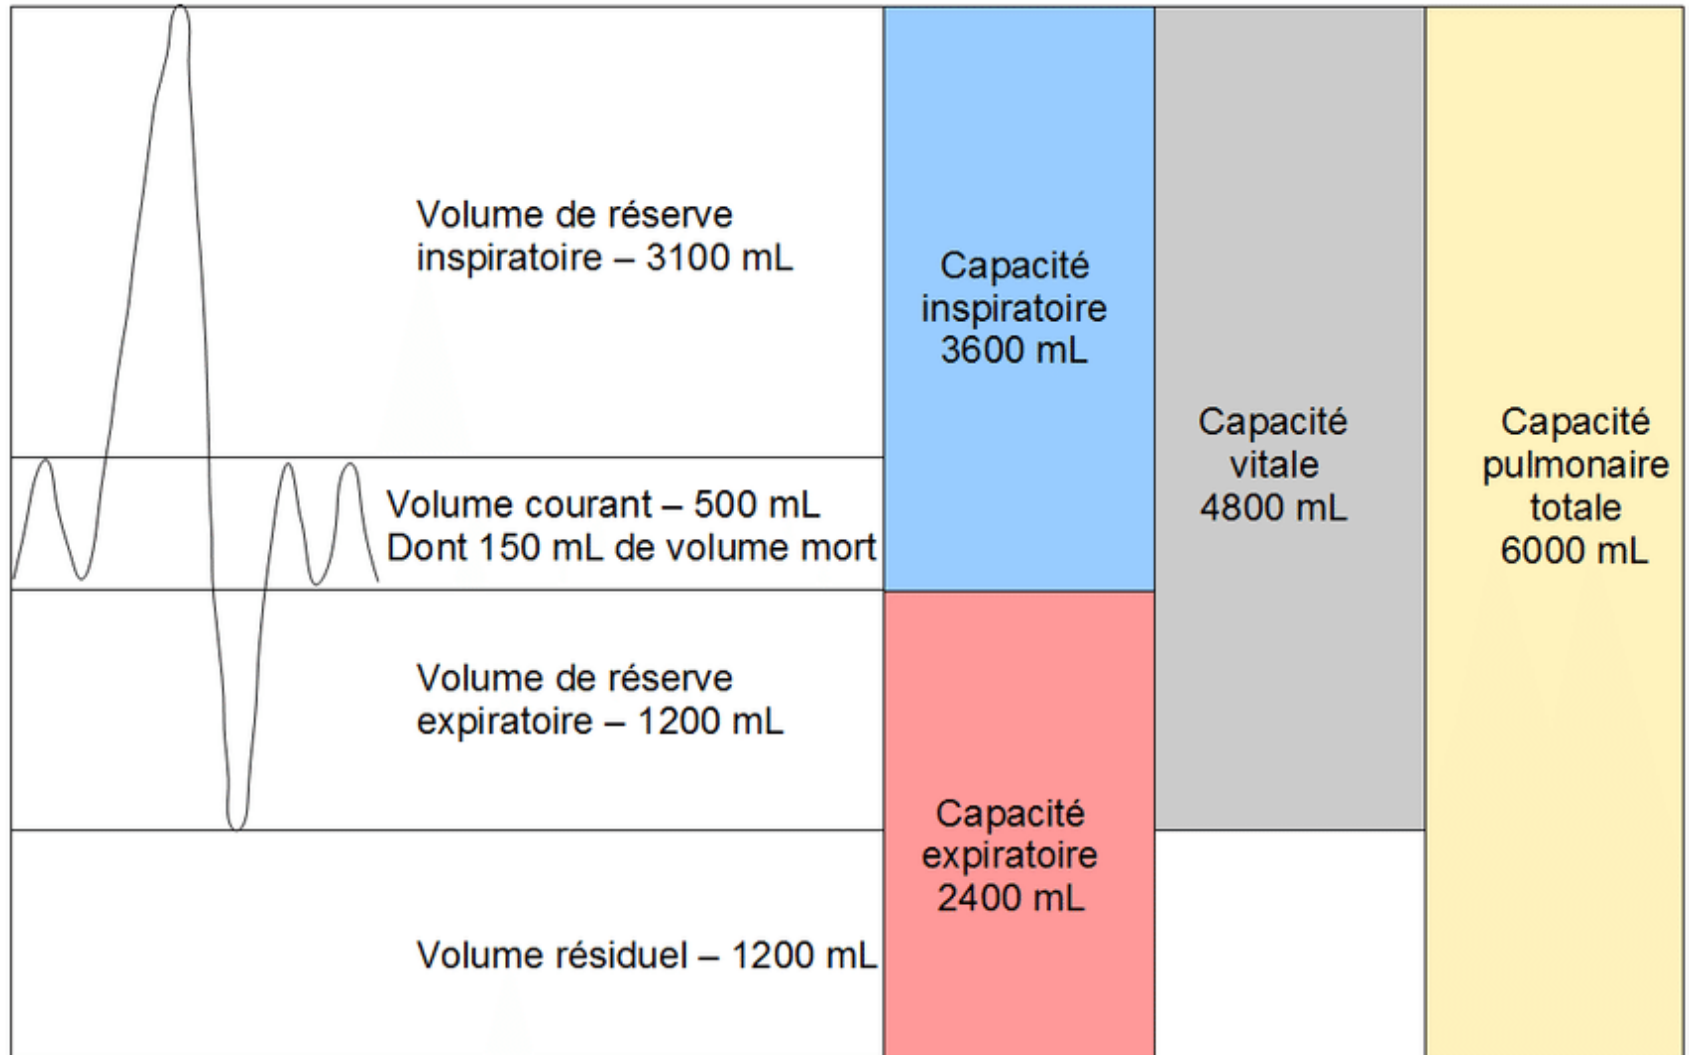 Volume de réserve
inspiratoire – 3100 mL
Capacité
inspiratoire
3600 mL
Volume courant – 500 mL
Dont 150 mL de volume mort
Capacité
vitale
4800 mL
Capacité
pulmonaire
totale
6000 mL
Volume de réserve
expiratoire – 1200 mL
Capacité
expiratoire
2400 mL
Volume résiduel – 1200 mL